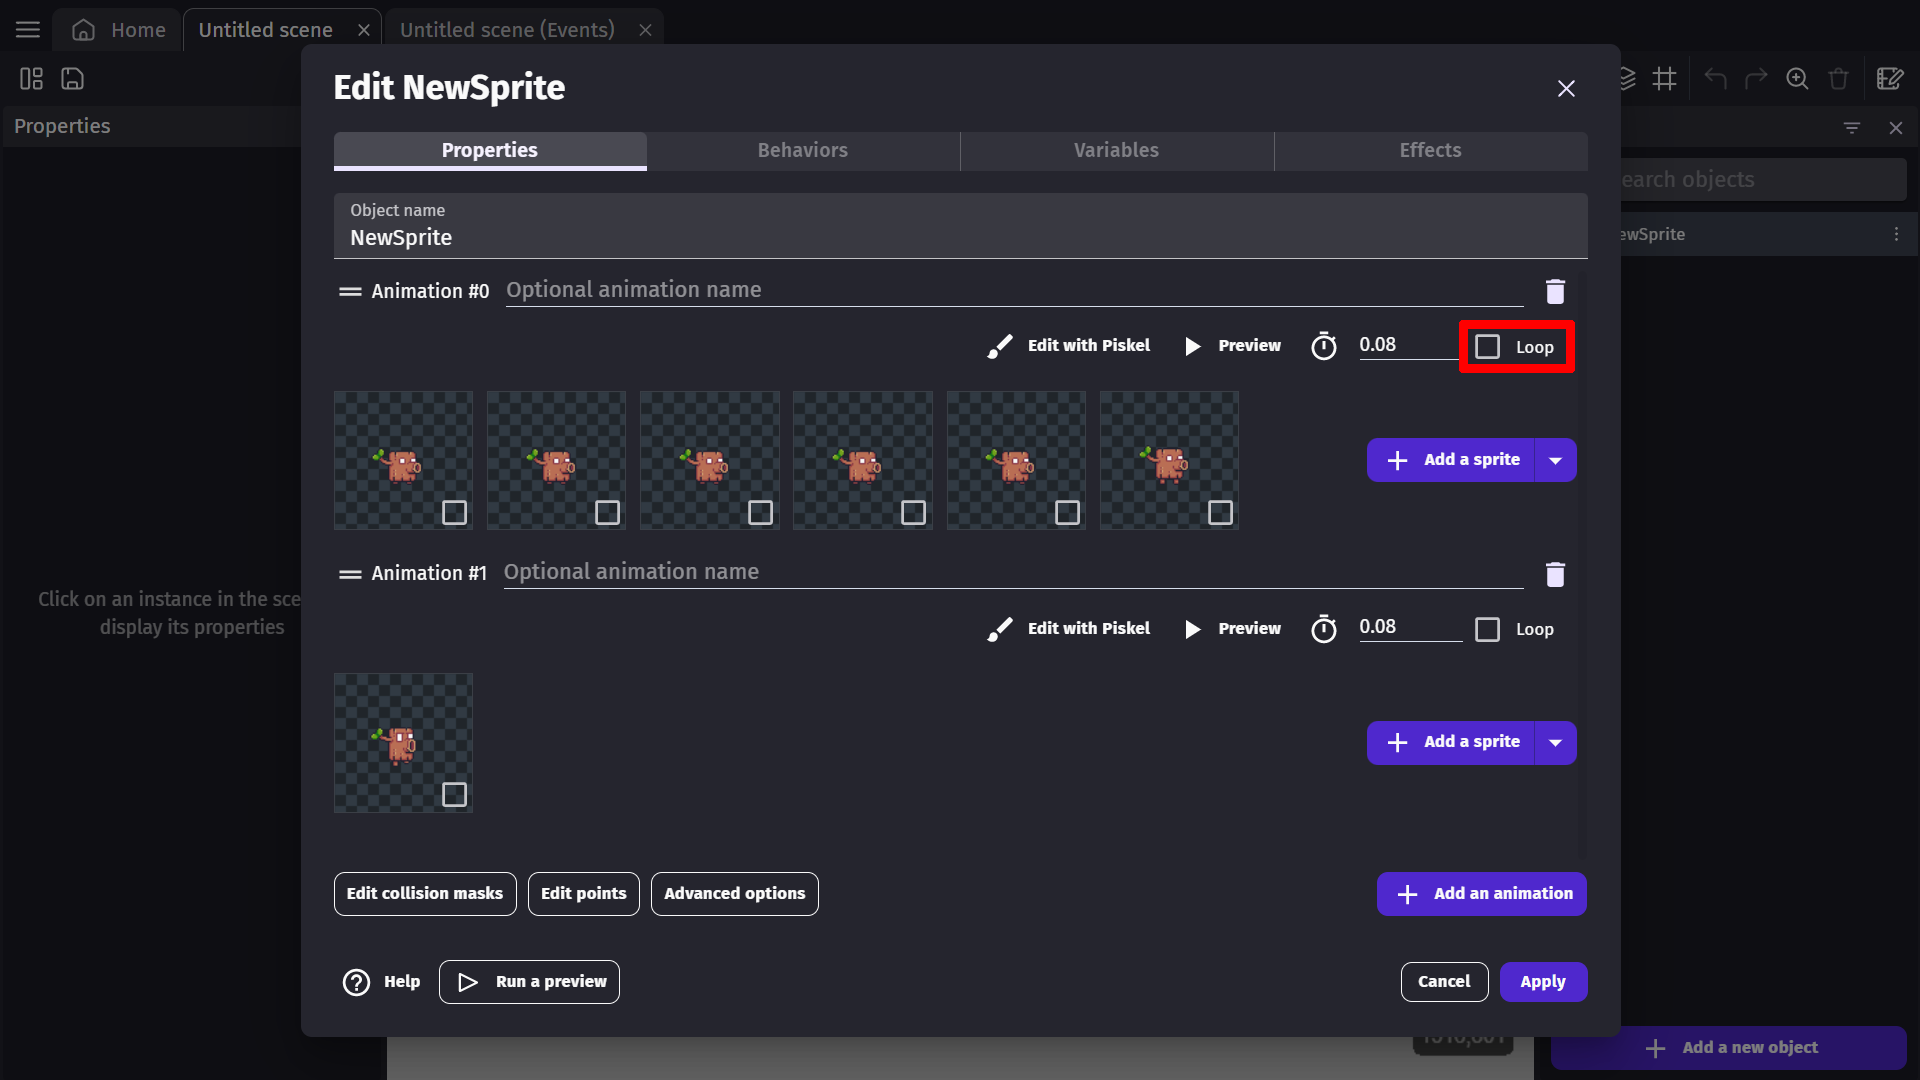 Home
Untitled scene
Untitled scene (Events)
Properties
Edit NewSprite
Properties
Behaviors
Variables
Effects
earch objects
Object name
NewSprite
ewSprite
Animation #0
Optional animation name
Edit with Piskel
Preview
0.08
Loop
Add a sprite
Animation #1
Optional animation name
Click on an instance in the sce
display its properties
Edit with Piskel
Preview
0.08
Loop
Add a sprite
Edit collision masks
Edit points
Advanced options
Add an animation
Help
Run a preview
Cancel
Apply
Add a new object